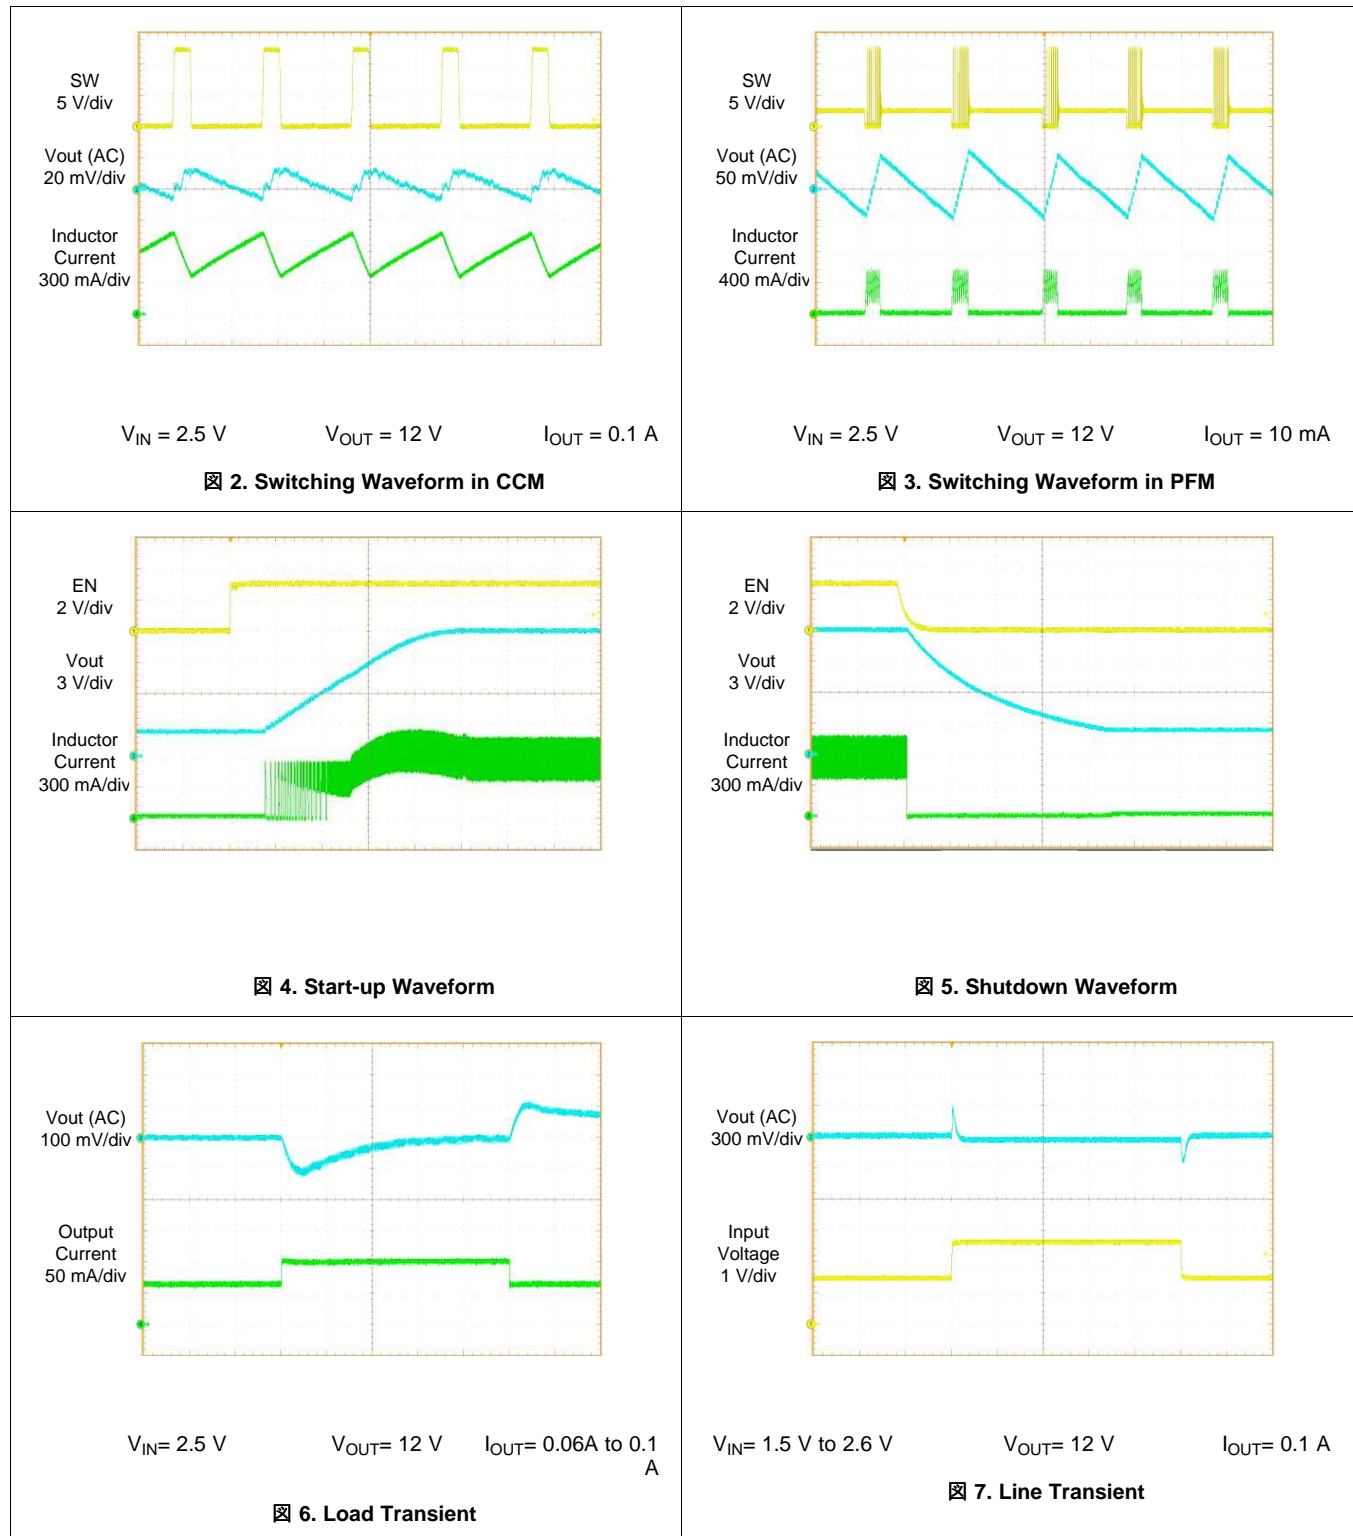 SW
5 V/div
Vout (AC)
20 mV/div
Inductor
Current
300 mA/div
V_IN = 2.5 V V_OUT = 12 V I_OUT = 0.1 A
図 2. Switching Waveform in CCM
SW
5 V/div
Vout (AC)
50 mV/div
Inductor
Current
400 mA/div
V_IN = 2.5 V V_OUT = 12 V I_OUT = 10 mA
図 3. Switching Waveform in PFM
EN
2 V/div
Vout
3 V/div
Inductor
Current
300 mA/div
図 4. Start-up Waveform
EN
2 V/div
Vout
3 V/div
Inductor
Current
300 mA/div
図 5. Shutdown Waveform
Vout (AC)
100 mV/div
Output
Current
50 mA/div
V_IN= 2.5 V V_OUT= 12 V I_OUT= 0.06A to 0.1
A
図 6. Load Transient
Vout (AC)
300 mV/div
Input
Voltage
1 V/div
V_IN= 1.5 V to 2.6 V V_OUT= 12 V I_OUT= 0.1 A
図 7. Line Transient